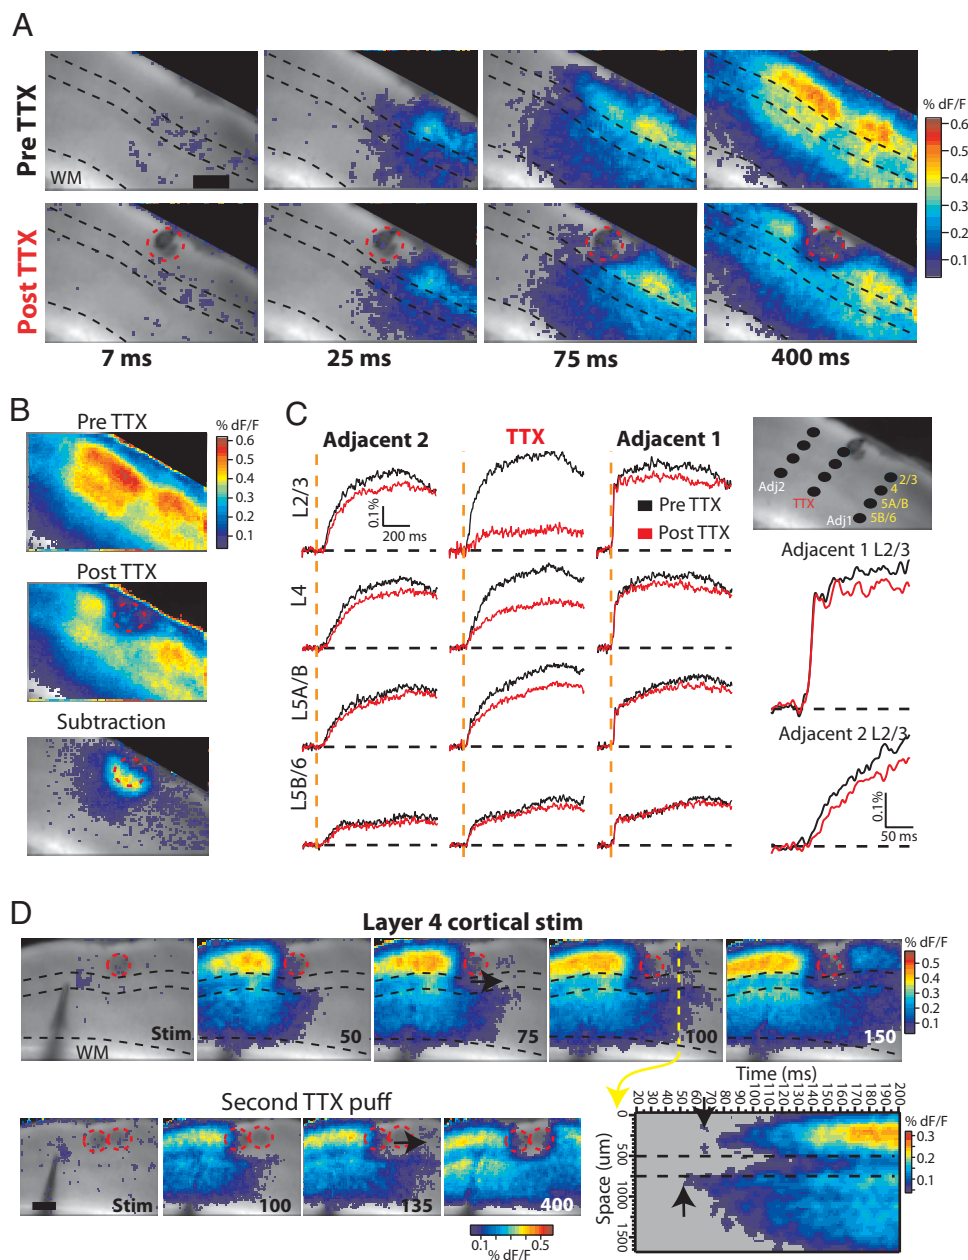 A
Pre TTX
WM
% dF/F
0.6
0.5
0.4
0.3
0.2
0.1
Post TTX
7 ms
25 ms
75 ms
400 ms
B
Pre TTX
% dF/F
0.6
0.5
0.4
0.3
0.2
0.1
Post TTX
Subtraction
C
Adjacent 2
TTX
Adjacent 1
L2/3
0.1%
200 ms
Pre TTX
Post TTX
L4
L5A/B
L5B/6
Adj2
TTX
Adj1
2/3
4
5A/B
5B/6
Adjacent 1 L2/3
Adjacent 2 L2/3
0.1%
50 ms
D
Layer 4 cortical stim
Stim
WM
50
75
100
150
% dF/F
0.5
0.4
0.3
0.2
0.1
Second TTX puff
Stim
100
135
400
0.1
0.5
% dF/F
Time (ms)
20 30 40 50 60 70 80 90 100 110 120 130 140 150 160 170 180 190 200
Space (um)
0
500
1000
1500
% dF/F
0.3
0.2
0.1